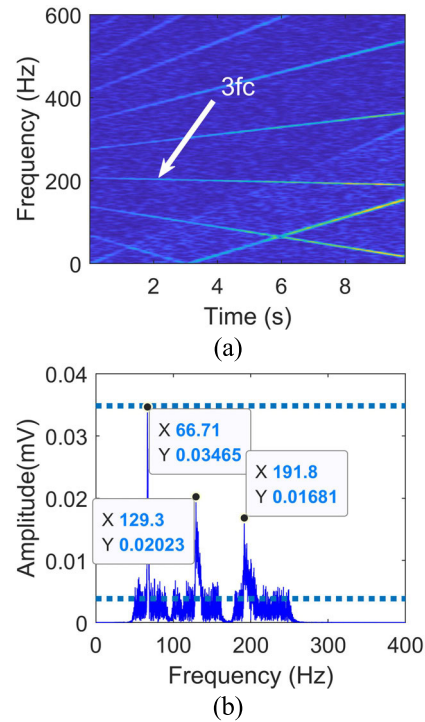 600
400
200
0
Frequency (Hz)
3fc
2 4 6 8
Time (s)
(a)
0.04
0.03
0.02
0.01
0
Amplitude(mV)
X 66.71
Y 0.03465
X 191.8
Y 0.01681
X 129.3
Y 0.02023
0 100 200 300 400
Frequency (Hz)
(b)